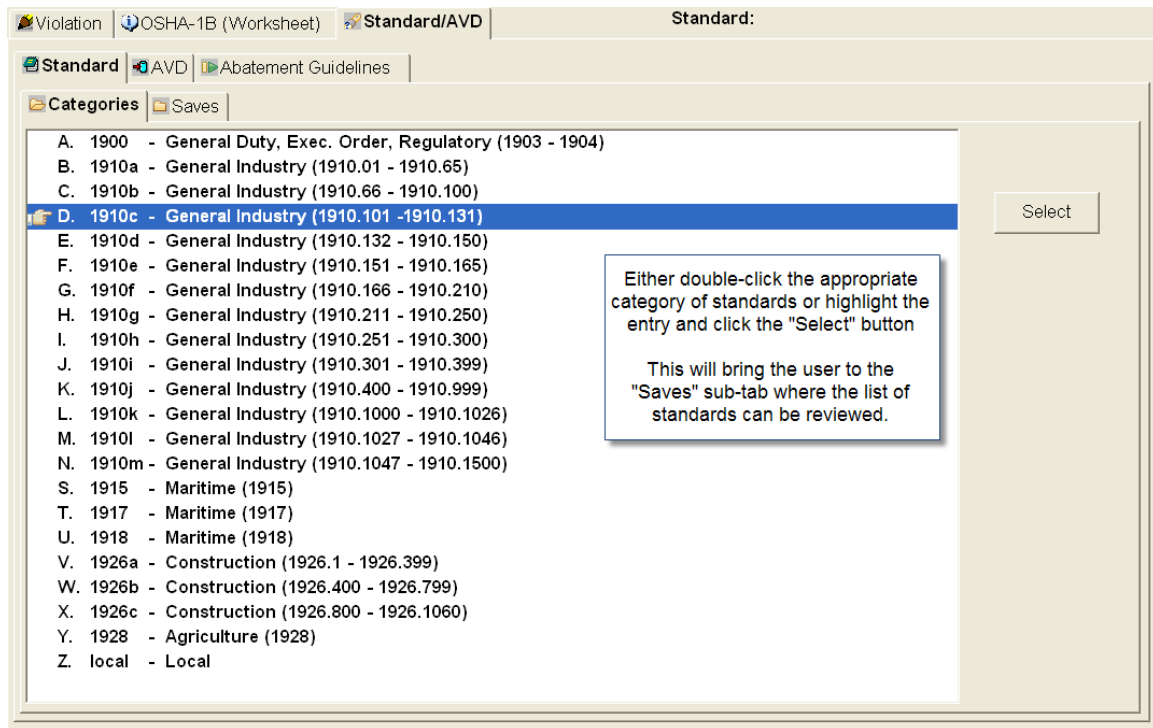 Violation OSHA-1B (Worksheet) Standard/AVD Standard:
Standard AVD Abatement Guidelines
Categories Saves
A. 1900 - General Duty, Exec. Order, Regulatory (1903 - 1904)
B. 1910a - General Industry (1910.01 - 1910.65)
C. 1910b - General Industry (1910.66 - 1910.100)
D. 1910c - General Industry (1910.101 -1910.131)
E. 1910d - General Industry (1910.132 - 1910.150)
F. 1910e - General Industry (1910.151 - 1910.165)
G. 1910f - General Industry (1910.166 - 1910.210)
H. 1910g - General Industry (1910.211 - 1910.250)
I. 1910h - General Industry (1910.251 - 1910.300)
J. 1910i - General Industry (1910.301 - 1910.399)
K. 1910j - General Industry (1910.400 - 1910.999)
L. 1910k - General Industry (1910.1000 - 1910.1026)
M. 1910l - General Industry (1910.1027 - 1910.1046)
N. 1910m - General Industry (1910.1047 - 1910.1500)
S. 1915 - Maritime (1915)
T. 1917 - Maritime (1917)
U. 1918 - Maritime (1918)
V. 1926a - Construction (1926.1 - 1926.399)
W. 1926b - Construction (1926.400 - 1926.799)
X. 1926c - Construction (1926.800 - 1926.1060)
Y. 1928 - Agriculture (1928)
Z. local - Local
Select
Either double-click the appropriate
category of standards or highlight the
entry and click the "Select" button
This will bring the user to the
"Saves" sub-tab where the list of
standards can be reviewed.